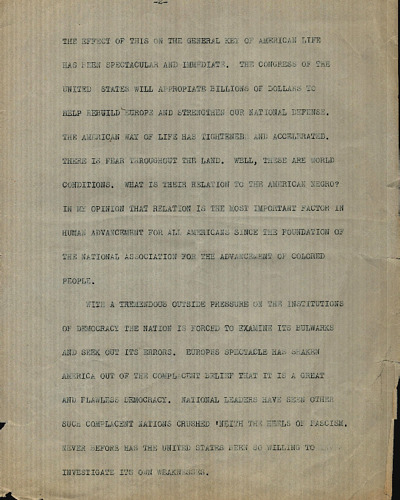 -2-
THE EFFECT OF THIS ON THE GENERAL KEY OF AMERICAN LIFE
HAS BEEN SPECTACULAR AND IMMEDIATE. THE CONGRESS OF THE
UNITED STATES WILL APPROPIATE BILLIONS OF DOLLARS TO
HELP REBUILD EUROPE AND STRENGTHEN OUR NATIONAL DEFENSE.
THE AMERICAN WAY OF LIFE HAS TIGHTENED AND ACCELERATED.
THERE IS FEAR THROUGHOUT THE LAND. WELL, THESE ARE WORLD
CONDITIONS. WHAT IS THEIR RELATION TO THE AMERICAN NEGRO?
IN MY OPINION THAT RELATION IS THE MOST IMPORTANT FACTOR IN
HUMAN ADVANCEMENT FOR ALL AMERICANS SINCE THE FOUNDATION OF
THE NATIONAL ASSOCIATION FOR THE ADVANCEMENT OF COLORED
PEOPLE.
WITH A TREMENDOUS OUTSIDE PRESSURE ON THE INSTITUTIONS
OF DEMOCRACY THE NATION IS FORCED TO EXAMINE ITS BULWARKS
AND SEEK OUT ITS ERRORS. EUROPES SPECTACLE HAS SHAKEN
AMERICA OUT OF THE COMPLACENT BELIEF THAT IT IS A GREAT
AND FLAWLESS DEMOCRACY. NATIONAL LEADERS HAVE SEEN OTHER
SUCH COMPLACENT NATIONS CRUSHED 'NEITH THE HEELS OF FASCISM.
NEVER BEFORE HAS THE UNITED STATES BEEN SO WILLING TO
INVESTIGATE ITS OWN WEAKNESSES.